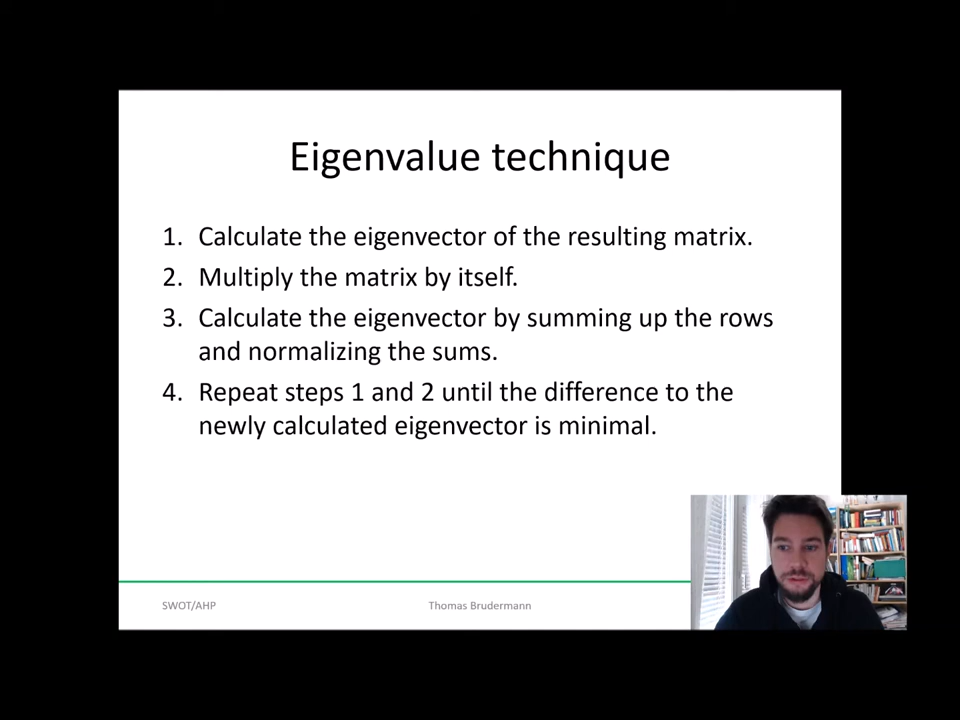 Eigenvalue technique
1. Calculate the eigenvector of the resulting matrix.
2. Multiply the matrix by itself.
3. Calculate the eigenvector by summing up the rows
and normalizing the sums.
4. Repeat steps 1 and 2 until the difference to the
newly calculated eigenvector is minimal.
SWOT/AHP
Thomas Brudermann